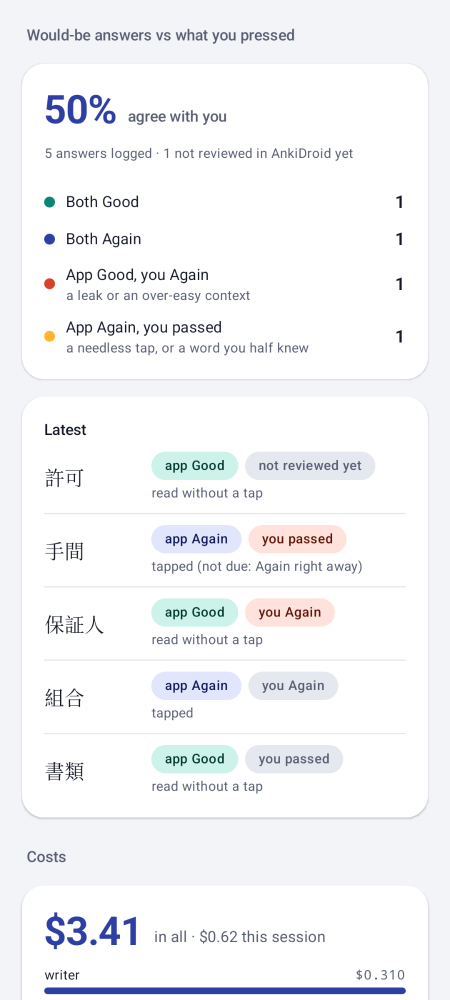 Would-be answers vs what you pressed
50% agree with you
5 answers logged · 1 not reviewed in AnkiDroid yet
Both Good 1
Both Again 1
App Good, you Again 1
a leak or an over-easy context
App Again, you passed 1
a needless tap, or a word you half knew
Latest
許可 app Good not reviewed yet
read without a tap
手間 app Again you passed
tapped (not due: Again right away)
保証人 app Good you Again
read without a tap
組合 app Again you Again
tapped
書類 app Good you passed
read without a tap
Costs
$3.41 in all · $0.62 this session
writer $0.310